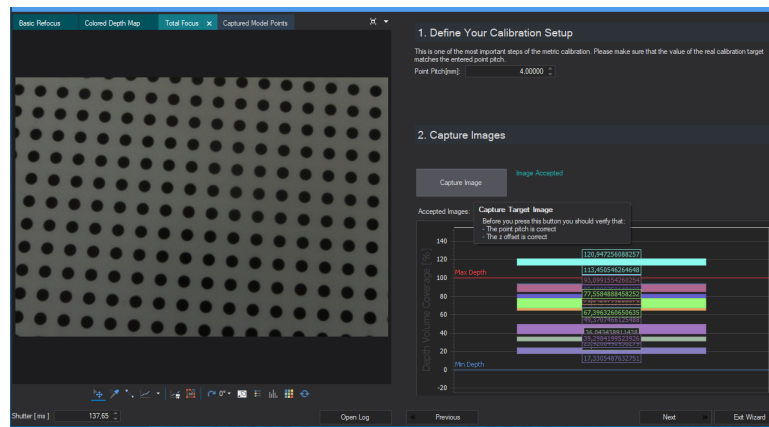 Basic Refocus Colored Depth Map Total Focus Captured Model Points
1. Define Your Calibration Setup
This is one of the most important steps of the metric calibration. Please make sure that the value of the real calibration target
matches the entered point pitch.
Point Pitch[mm]: 4,00000
2. Capture Images
Capture Image
Image Accepted
Accepted Images:
Capture Target Image
Before you press this button you should verify that:
- The point pitch is correct
- The z offset is correct
Depth Volume Coverage [%]
140
120
100
80
60
40
20
0
-20
Max Depth
Min Depth
120,947256088257
113,450546264648
77,5504888458252
67,3963260650635
39,2984199523926
17,3305487632751
0°
Shutter [ms] 137,65
Open Log
Previous
Next
Exit Wizard